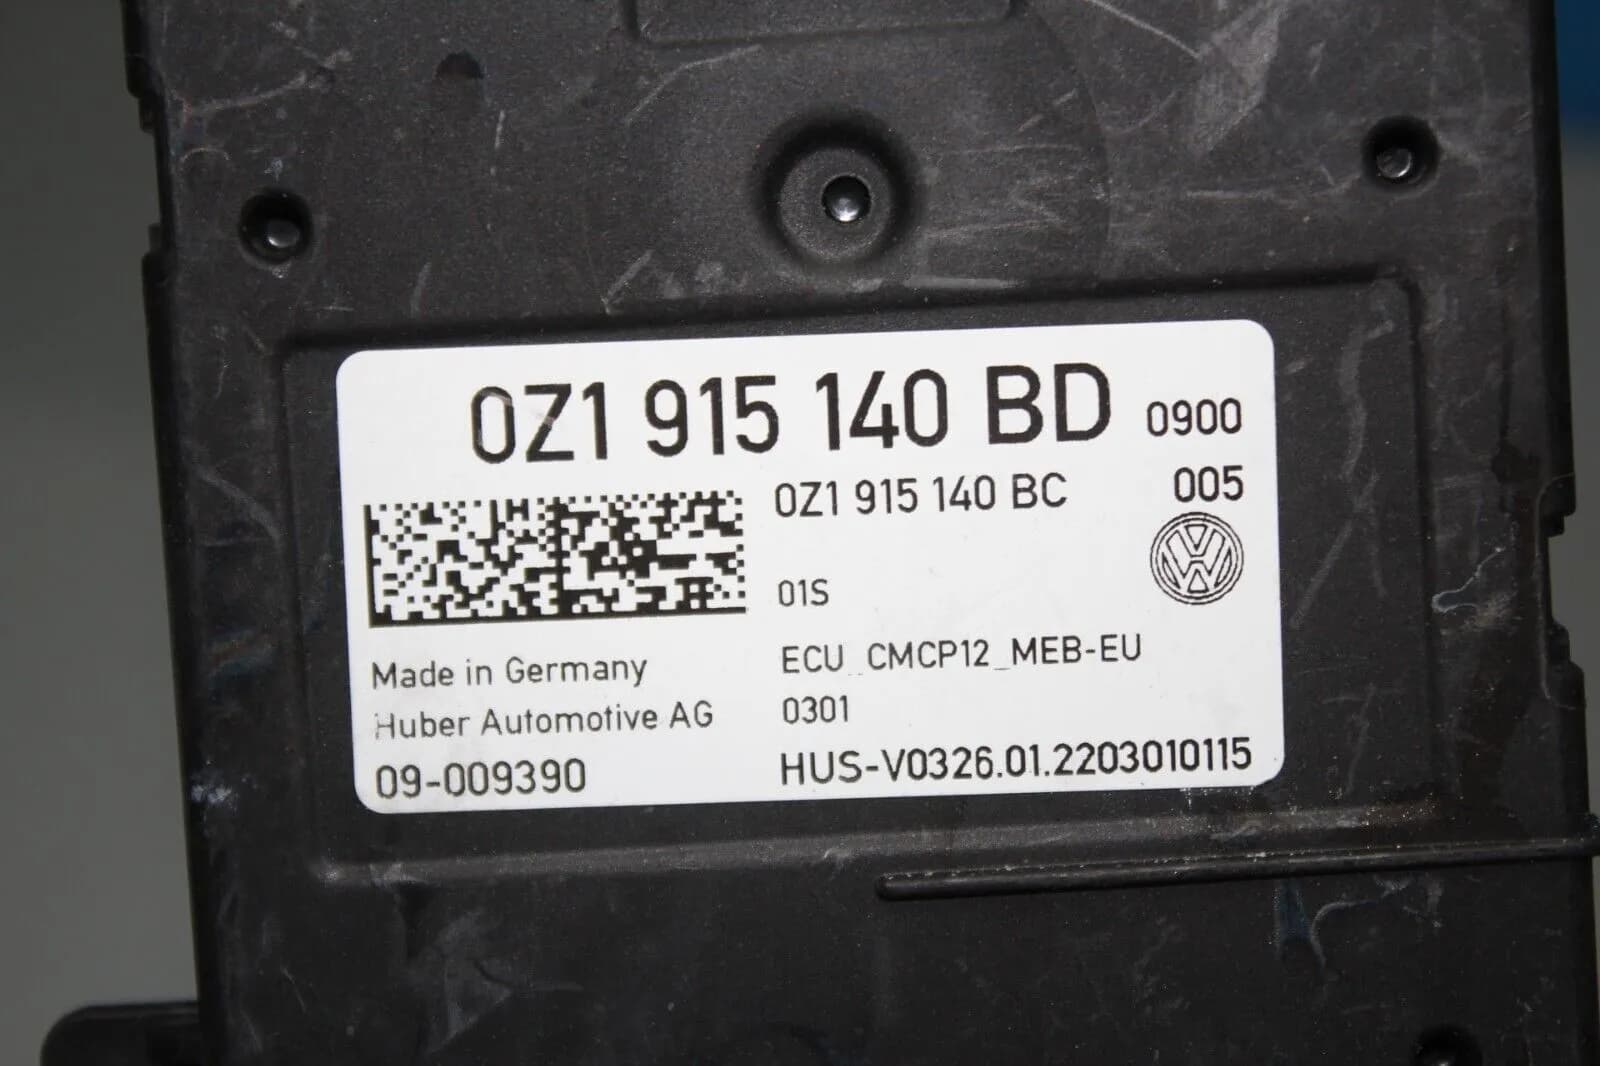 0Z1 915 140 BD 0900
0Z1 915 140 BC 005
01S
Made in Germany ECU_CMCP12_MEB-EU
Huber Automotive AG 0301
09-009390 HUS-V0326.01.2203010115